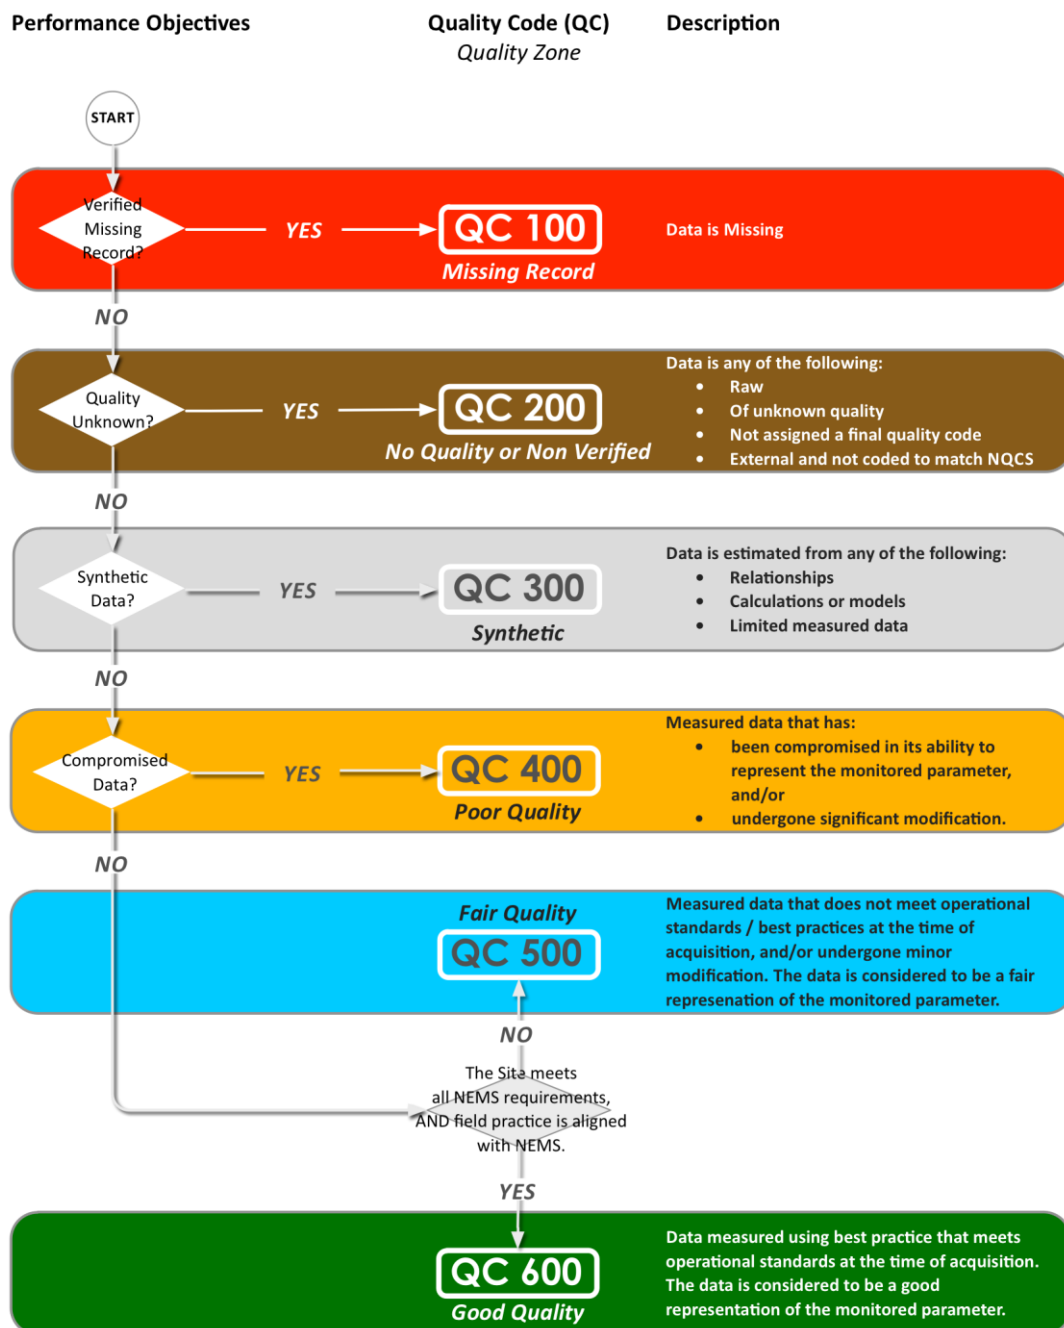 Performance Objectives
Quality Code (QC)
Quality Zone
Description
START
Verified
Missing
Record?
YES
QC 100
Missing Record
Data is Missing
NO
Quality
Unknown?
YES
QC 200
No Quality or Non Verified
Data is any of the following:
• Raw
• Of unknown quality
• Not assigned a final quality code
• External and not coded to match NQCS
NO
Synthetic
Data?
YES
QC 300
Synthetic
Data is estimated from any of the following:
• Relationships
• Calculations or models
• Limited measured data
NO
Compromised
Data?
YES
QC 400
Poor Quality
Measured data that has:
• been compromised in its ability to
represent the monitored parameter,
and/or
• undergone significant modification.
NO
Fair Quality
QC 500
Measured data that does not meet operational
standards / best practices at the time of
acquisition, and/or undergone minor
modification. The data is considered to be a fair
represenation of the monitored parameter.
NO
The Site meets
all NEMS requirements,
AND field practice is aligned
with NEMS.
YES
QC 600
Good Quality
Data measured using best practice that meets
operational standards at the time of acquisition.
The data is considered to be a good
representation of the monitored parameter.